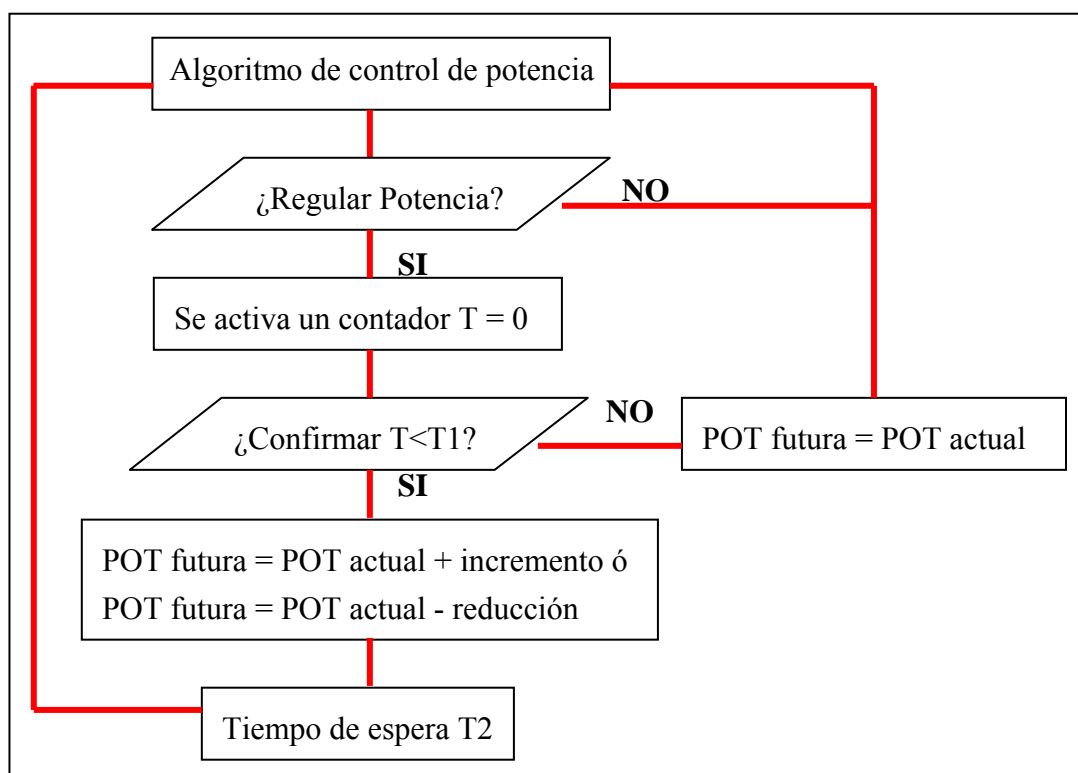 Algoritmo de control de potencia
¿Regular Potencia?
NO
SI
Se activa un contador T = 0
¿Confirmar T<T1?
NO
POT futura = POT actual
SI
POT futura = POT actual + incremento ó
POT futura = POT actual - reducción
Tiempo de espera T2